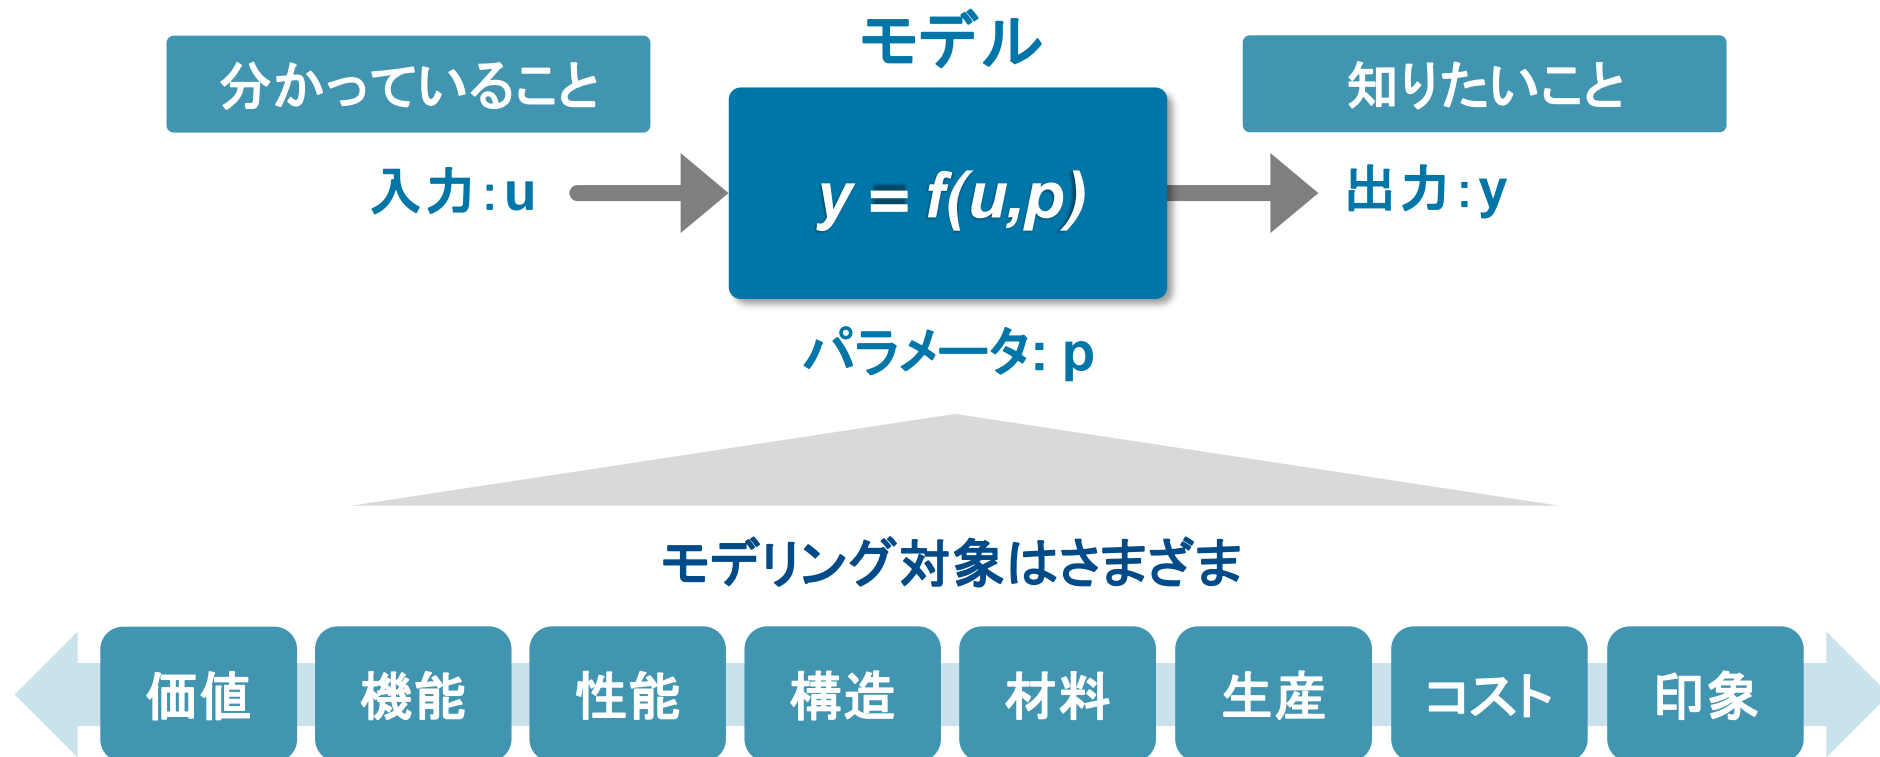 モデル
分かっていること
知りたいこと
入力:u
y = f(u,p)
出力:y
パラメータ: p
モデリング対象はさまざま
価値 機能 性能 構造 材料 生産 コスト 印象